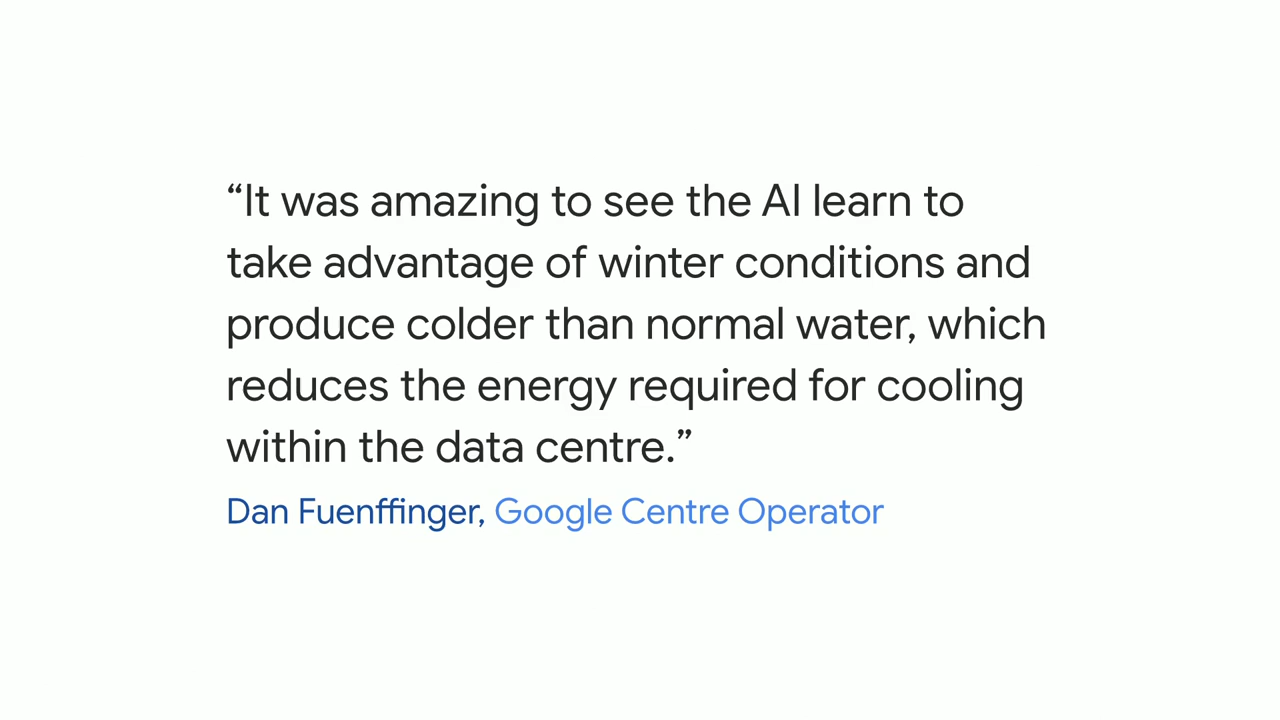 “It was amazing to see the AI learn to
take advantage of winter conditions and
produce colder than normal water, which
reduces the energy required for cooling
within the data centre.”
Dan Fuenffinger, Google Centre Operator